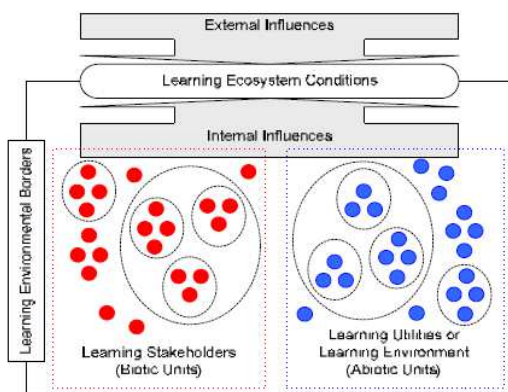 External Influences
Learning Ecosystem Conditions
Internal Influences
Learning Environmental Borders
Learning Stakeholders
(Biotic Units)
Learning Utilities or
Learning Environment
(Abiotic Units)